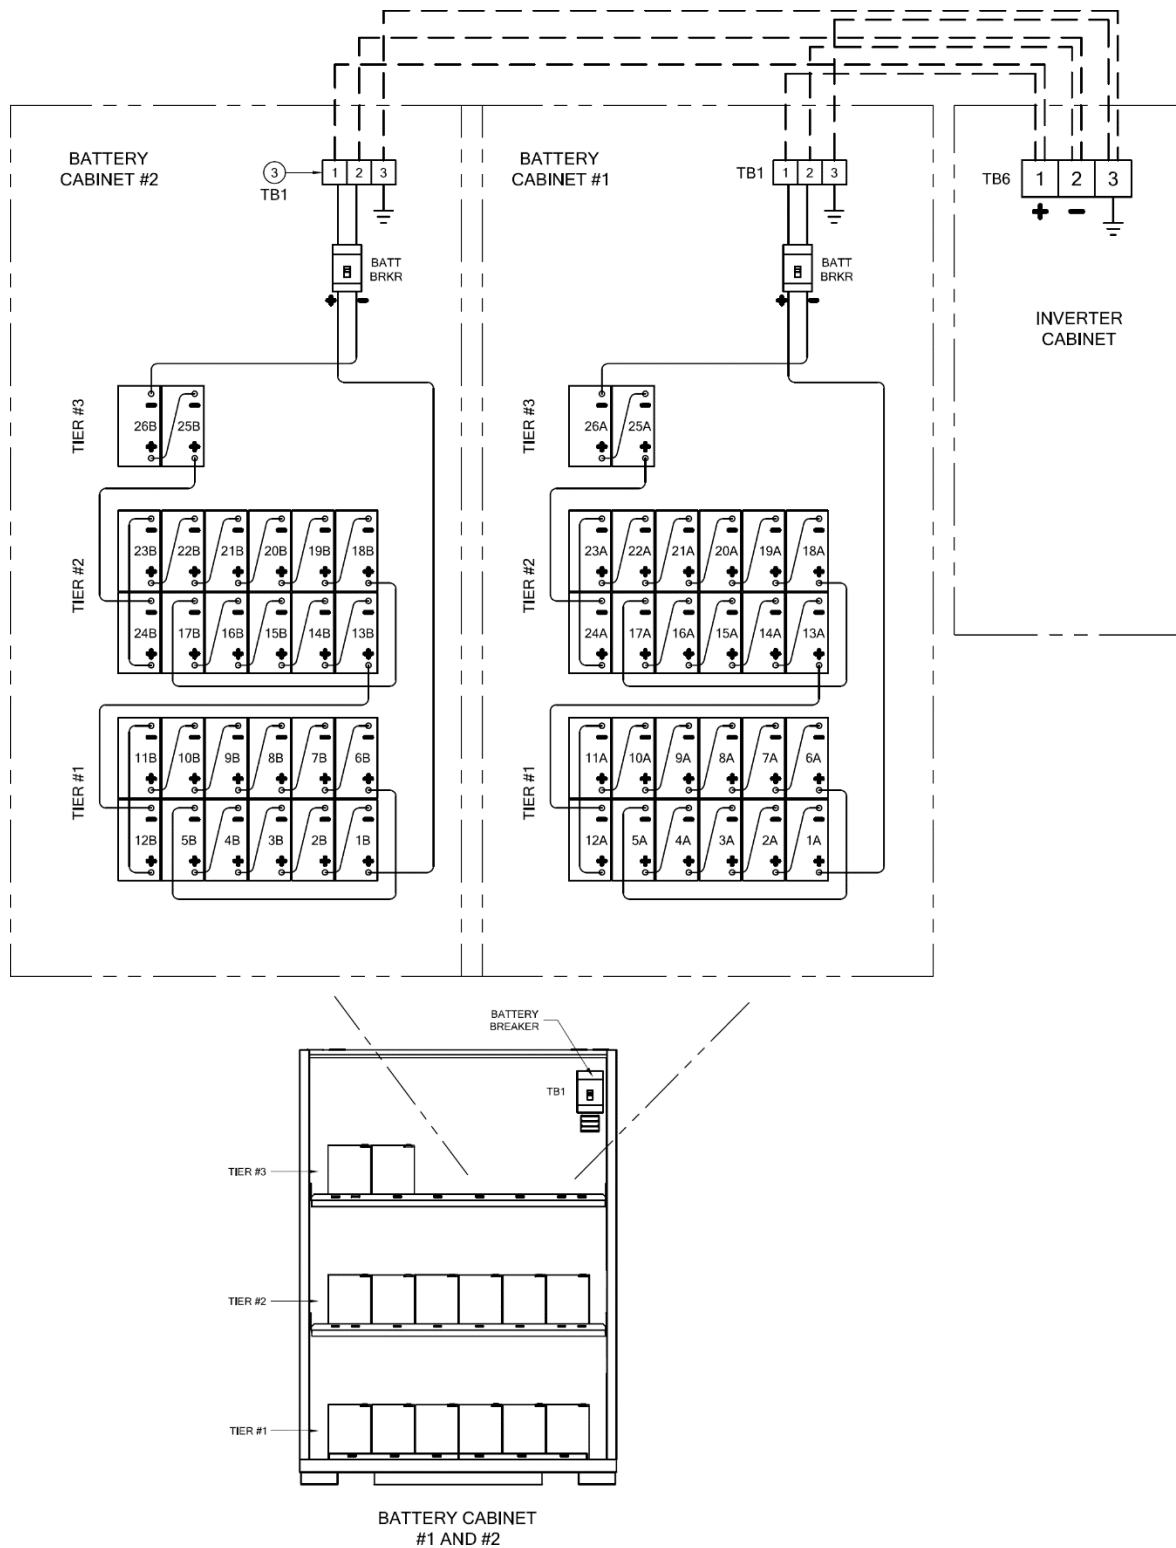 BATTERY
CABINET #2
3
TB1
1 2 3
BATT
BRKR
+ −
TIER #3
− −
26B 25B
+ +
TIER #2
− − − − − −
23B 22B 21B 20B 19B 18B
+ + + + + +
− − − − − −
24B 17B 16B 15B 14B 13B
+ + + + + +
TIER #1
− − − − − −
11B 10B 9B 8B 7B 6B
+ + + + + +
− − − − − −
12B 5B 4B 3B 2B 1B
+ + + + + +
BATTERY
CABINET #1
TB1
1 2 3
BATT
BRKR
+ −
TIER #3
− −
26A 25A
+ +
TIER #2
− − − − − −
23A 22A 21A 20A 19A 18A
+ + + + + +
− − − − − −
24A 17A 16A 15A 14A 13A
+ + + + + +
TIER #1
− − − − − −
11A 10A 9A 8A 7A 6A
+ + + + + +
− − − − − −
12A 5A 4A 3A 2A 1A
+ + + + + +
TB6
1 2 3
+ −
INVERTER
CABINET
BATTERY
BREAKER
TB1
TIER #3
TIER #2
TIER #1
BATTERY CABINET
#1 AND #2